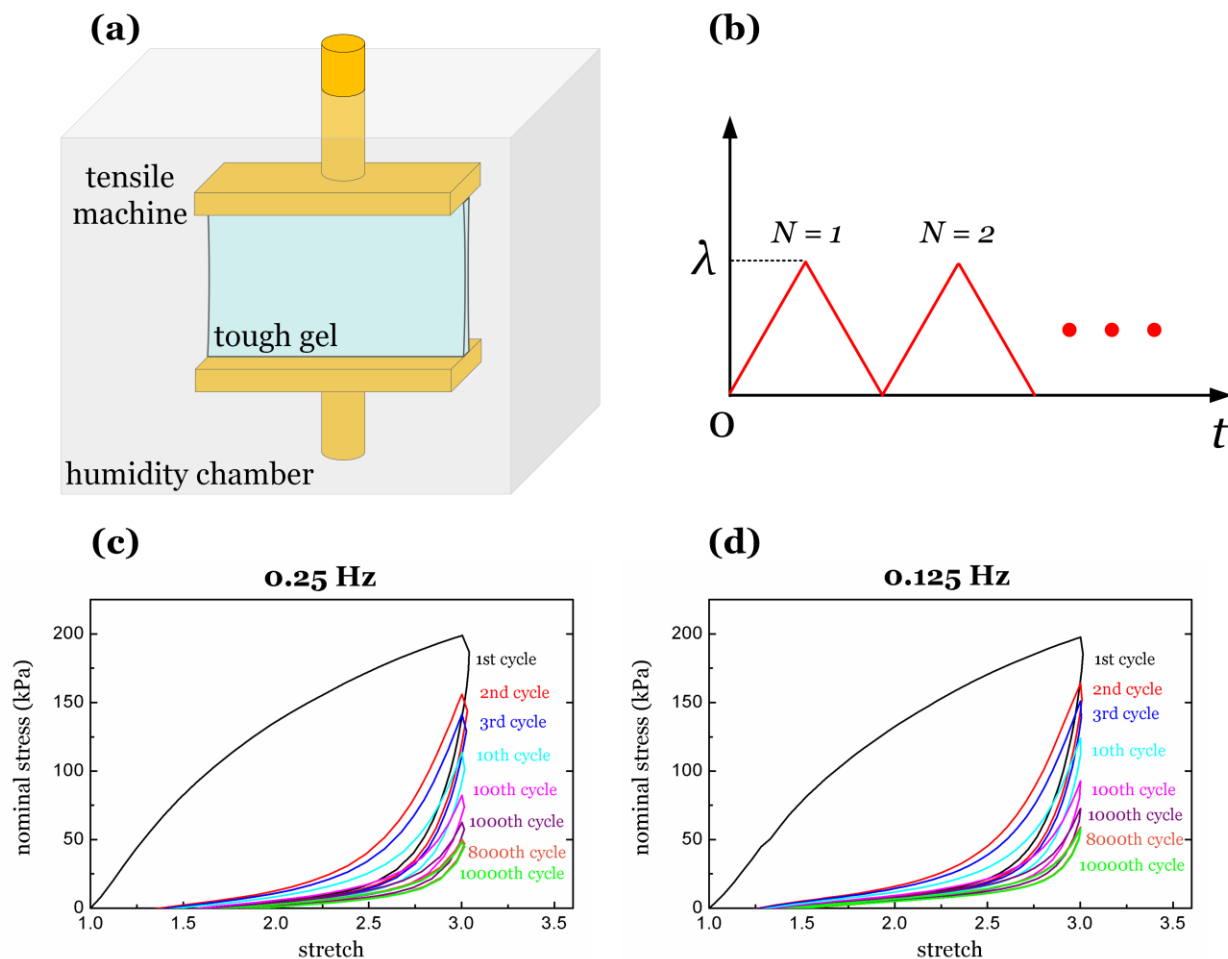 (a)
tensile
machine
tough gel
humidity chamber
(b)
N = 1
N = 2
λ
O
t
(c)
0.25 Hz
nominal stress (kPa)
200
150
100
50
0
1st cycle
2nd cycle
3rd cycle
10th cycle
100th cycle
1000th cycle
8000th cycle
10000th cycle
1.0
1.5
2.0
2.5
3.0
3.5
stretch
(d)
0.125 Hz
nominal stress (kPa)
200
150
100
50
0
1st cycle
2nd cycle
3rd cycle
10th cycle
100th cycle
1000th cycle
8000th cycle
10000th cycle
1.0
1.5
2.0
2.5
3.0
3.5
stretch